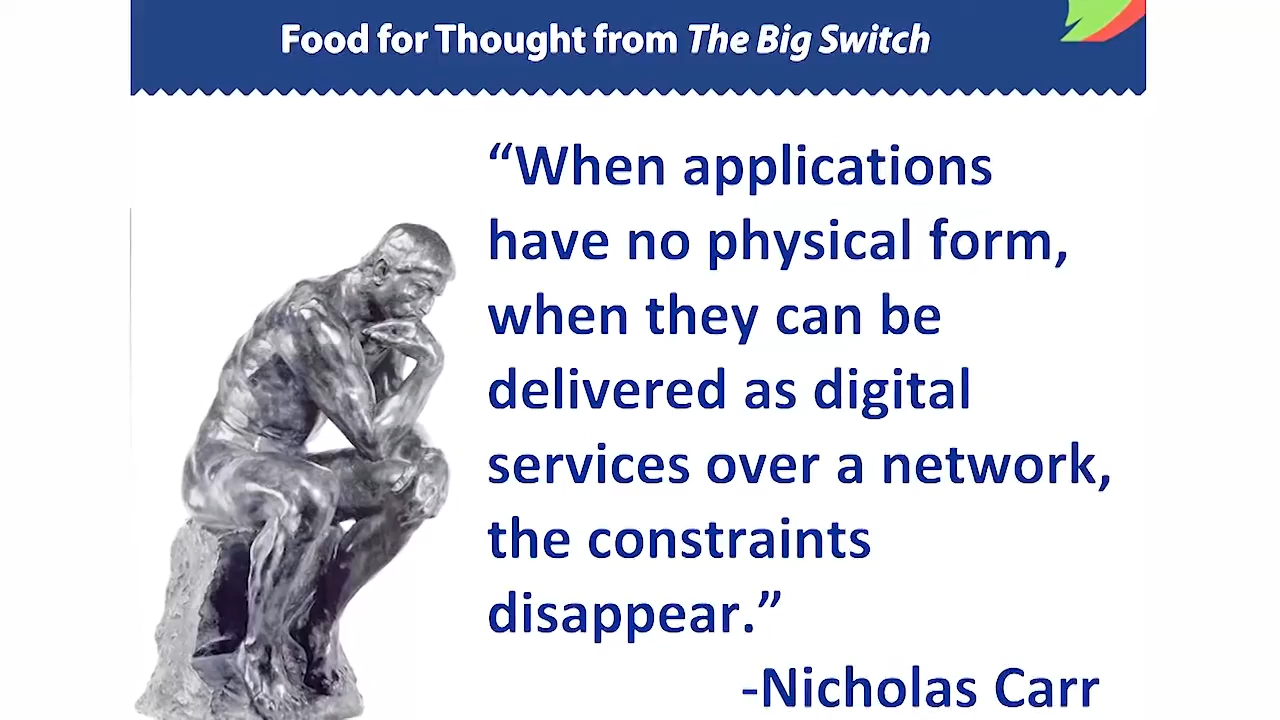 Food for Thought from The Big Switch
“When applications
have no physical form,
when they can be
delivered as digital
services over a network,
the constraints
disappear.”
-Nicholas Carr